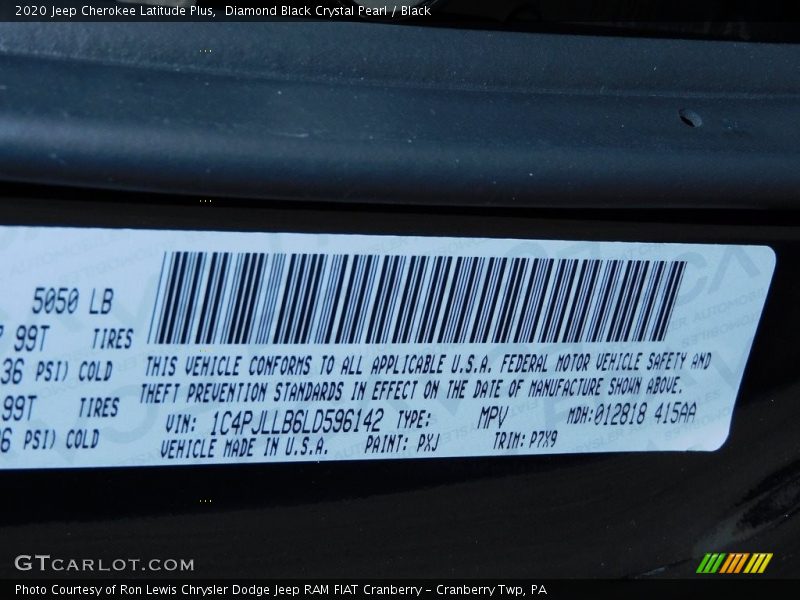 2020 Jeep Cherokee Latitude Plus,  Diamond Black Crystal Pearl / Black
5050 LB
99T TIRES
36 PSI) COLD
99T TIRES
PSI) COLD
THIS VEHICLE CONFORMS TO ALL APPLICABLE U.S.A. FEDERAL MOTOR VEHICLE SAFETY AND
THEFT PREVENTION STANDARDS IN EFFECT ON THE DATE OF MANUFACTURE SHOWN ABOVE.
VIN: 1C4PJLLB6LD596142 TYPE: MPV MDH:012818 415AA
VEHICLE MADE IN U.S.A. PAINT: PXJ TRIM: P7X9
GTCARLOT.COM
Photo Courtesy of Ron Lewis Chrysler Dodge Jeep RAM FIAT Cranberry – Cranberry Twp, PA